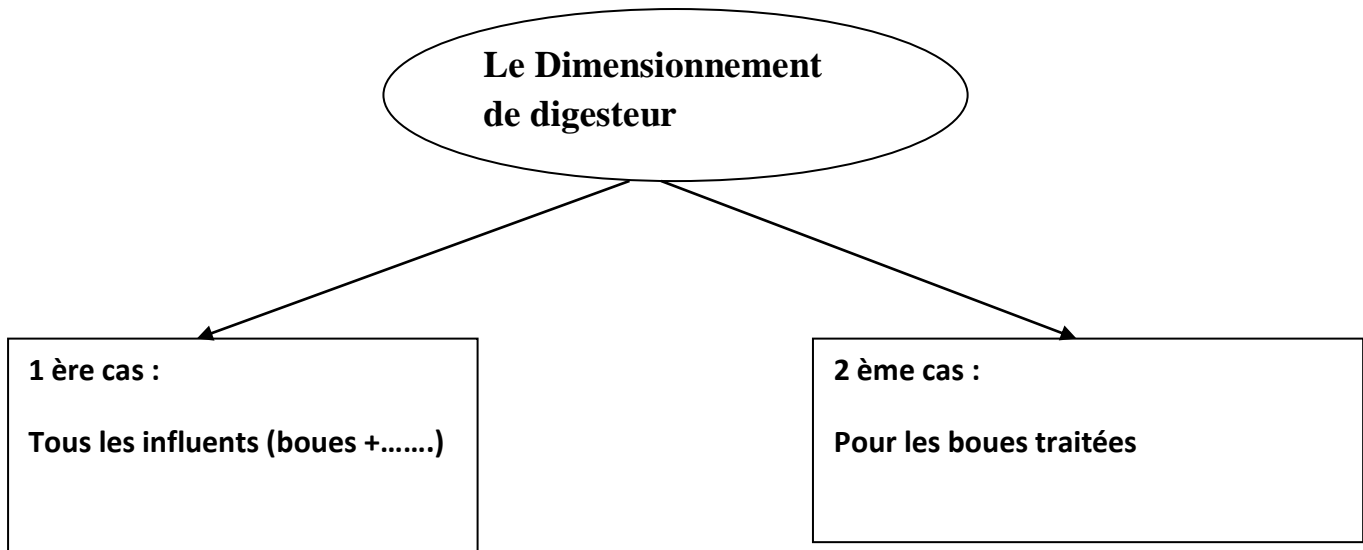 Le Dimensionnement
de digesteur
1 ère cas :
Tous les influents (boues +…….)
2 ème cas :
Pour les boues traitées